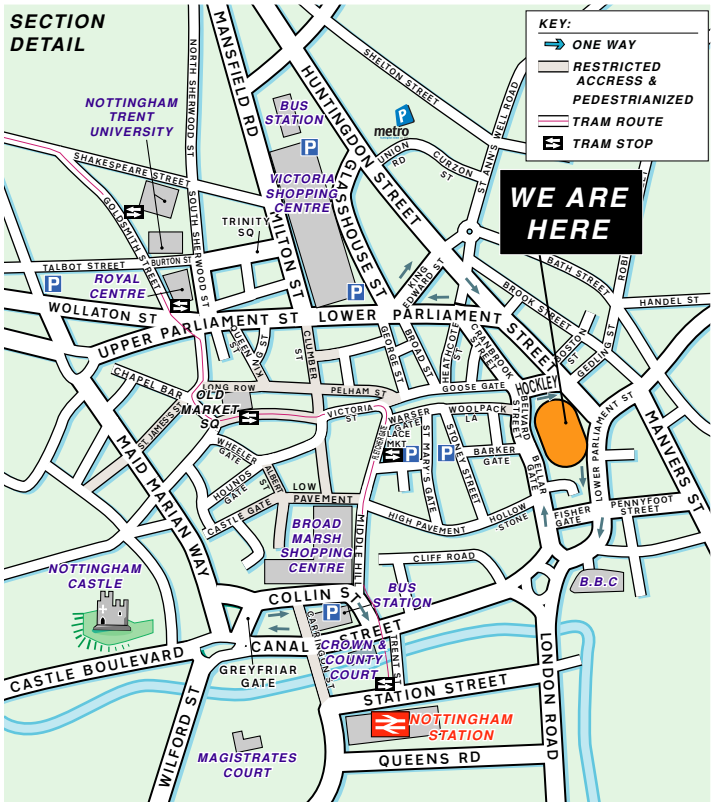 SECTION
DETAIL
KEY:
ONE WAY
RESTRICTED
ACCRESS &
PEDESTRIANIZED
TRAM ROUTE
TRAM STOP
MANSFIELD RD
HUNTINGDON STREET
SHELTON STREET
NORTH SHERWOOD ST
NOTTINGHAM
TRENT
UNIVERSITY
BUS
STATION
P
P
metro
UNION
RD
CURZON
ST
ST ANN'S WELL ROAD
SHAKESPEARE STREET
GOLDSMITH STREET
SOUTH SHERWOOD ST
VICTORIA
SHOPPING
CENTRE
GLASSHOUSE ST
WE ARE
HERE
TRINITY
SQ
MILTON ST
TALBOT STREET
BURTON ST
ROYAL
CENTRE
P
P
KING
EDWARD ST
BATH STREET
BROOK STREET
ROBI
HANDEL ST
WOLLATON ST
UPPER PARLIAMENT ST
LOWER PARLIAMENT
STREET
QUEEN
ST
KING ST
CLUMBER
ST
GEORGE ST
BROAD ST
HEATHCOTE
ST
CRANBROOK
STREET
BOSTON
ST
GEDLING ST
CHAPEL BAR
LONG ROW
PELHAM ST
GOOSE GATE
HOCKLEY
OLD
MARKET
SQ
ST JAMES'S ST
VICTORIA
ST
WARSER
GATE
WOOLPACK
LA
BELVARD
STREET
LACE
MKT
P
P
ST MARY'S GATE
STONEY STREET
BARKER
GATE
BELLAR
GATE
LOWER PARLIAMENT ST
MANVERS ST
MAID MARIAN WAY
WHEELER
GATE
HOUNDS
GATE
ALBERT
ST
CASTLE GATE
LOW
PAVEMENT
HIGH PAVEMENT
HOLLOW
STONE
FISHER
GATE
PENNYFOOT
STREET
BROAD
MARSH
SHOPPING
CENTRE
MIDDLE HILL
CLIFF ROAD
B.B.C
NOTTINGHAM
CASTLE
COLLIN ST
P
BUS
STATION
CASTLE BOULEVARD
CANAL STREET
GREYFRIAR
GATE
CARRINGTON ST
CROWN &
COUNTY
COURT
TRENT ST
STATION STREET
LONDON ROAD
WILFORD ST
NOTTINGHAM
STATION
MAGISTRATES
COURT
QUEENS RD